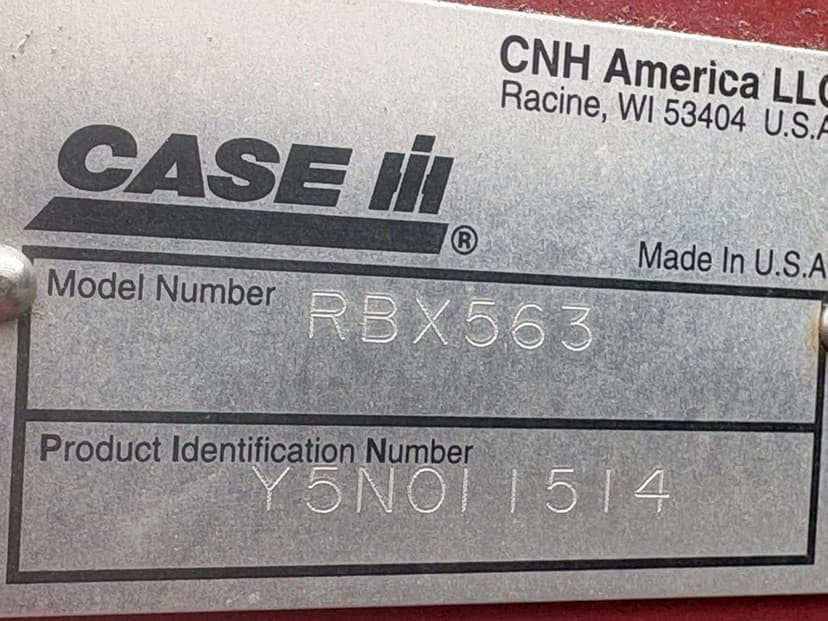 CNH America LLC
Racine, WI 53404 U.S.A
CASE IH®
Made In U.S.A
Model Number RBX563
Product Identification Number
Y5N011514